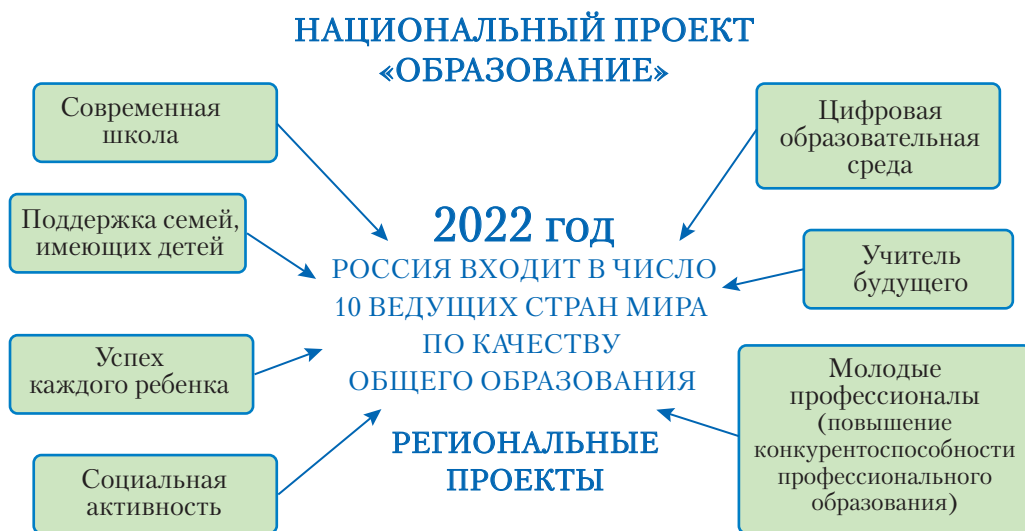 НАЦИОНАЛЬНЫЙ ПРОЕКТ
«ОБРАЗОВАНИЕ»
Современная
школа
Поддержка семей,
имеющих детей
Успех
каждого ребенка
Социальная
активность
2022 год
РОССИЯ ВХОДИТ В ЧИСЛО
10 ВЕДУЩИХ СТРАН МИРА
ПО КАЧЕСТВУ
ОБЩЕГО ОБРАЗОВАНИЯ
РЕГИОНАЛЬНЫЕ
ПРОЕКТЫ
Цифровая
образовательная
среда
Учитель
будущего
Молодые
профессионалы
(повышение
конкурентоспособности
профессионального
образования)